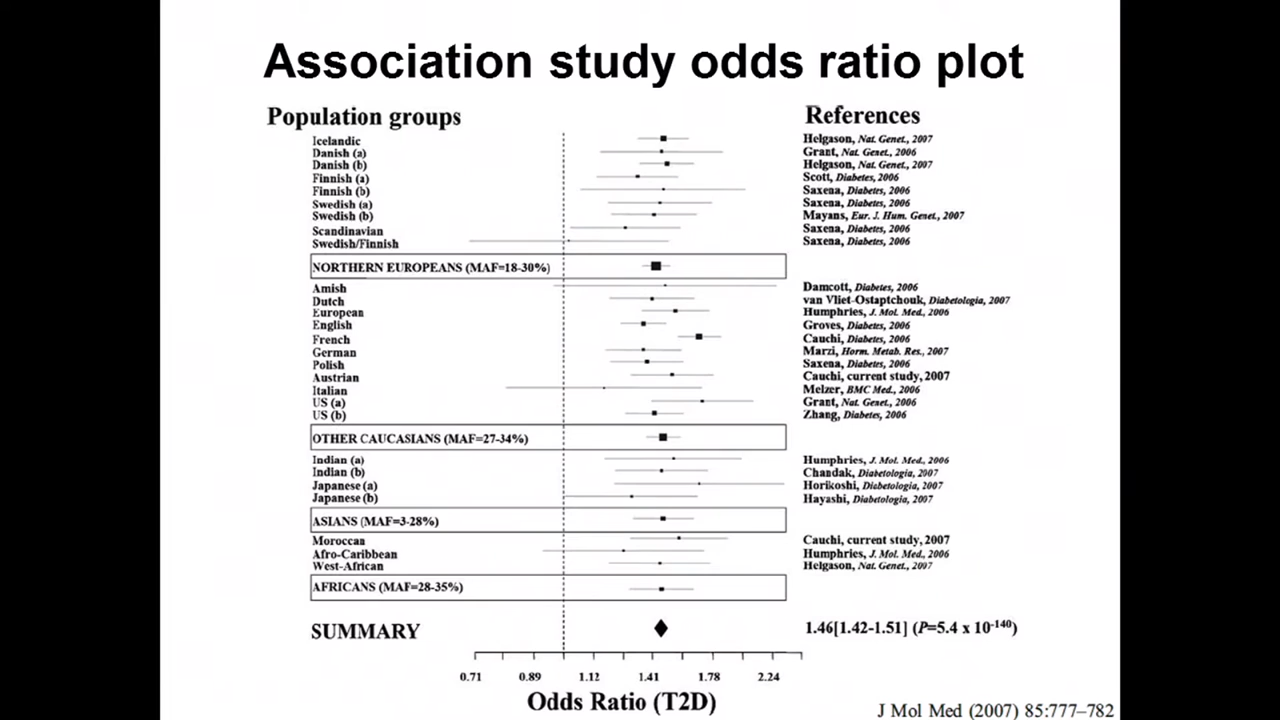 Association study odds ratio plot
Population groups References
Icelandic Helgason, Nat. Genet., 2007
Danish (a) Grant, Nat. Genet., 2006
Danish (b) Helgason, Nat. Genet., 2007
Finnish (a) Scott, Diabetes, 2006
Finnish (b) Saxena, Diabetes, 2006
Swedish (a) Saxena, Diabetes, 2006
Swedish (b) Mayans, Eur. J. Hum. Genet., 2007
Scandinavian Saxena, Diabetes, 2006
Swedish/Finnish Saxena, Diabetes, 2006
NORTHERN EUROPEANS (MAF=18-30%)
Amish Damcott, Diabetes, 2006
Dutch van Vliet-Ostaptchouk, Diabetologia, 2007
European Humphries, J. Mol. Med., 2006
English Groves, Diabetes, 2006
French Cauchi, Diabetes, 2006
German Marzi, Horm. Metab. Res., 2007
Polish Saxena, Diabetes, 2006
Austrian Cauchi, current study, 2007
Italian Melzer, BMC Med., 2006
US (a) Grant, Nat. Genet., 2006
US (b) Zhang, Diabetes, 2006
OTHER CAUCASIANS (MAF=27-34%)
Indian (a) Humphries, J. Mol. Med., 2006
Indian (b) Chandak, Diabetologia, 2007
Japanese (a) Horikoshi, Diabetologia, 2007
Japanese (b) Hayashi, Diabetologia, 2007
ASIANS (MAF=3-28%)
Moroccan Cauchi, current study, 2007
Afro-Caribbean Humphries, J. Mol. Med., 2006
West-African Helgason, Nat. Genet., 2007
AFRICANS (MAF=28-35%)
SUMMARY 1.46[1.42-1.51] (P=5.4 x 10-140)
0.71 0.89 1.12 1.41 1.78 2.24
Odds Ratio (T2D)
J Mol Med (2007) 85:777–782